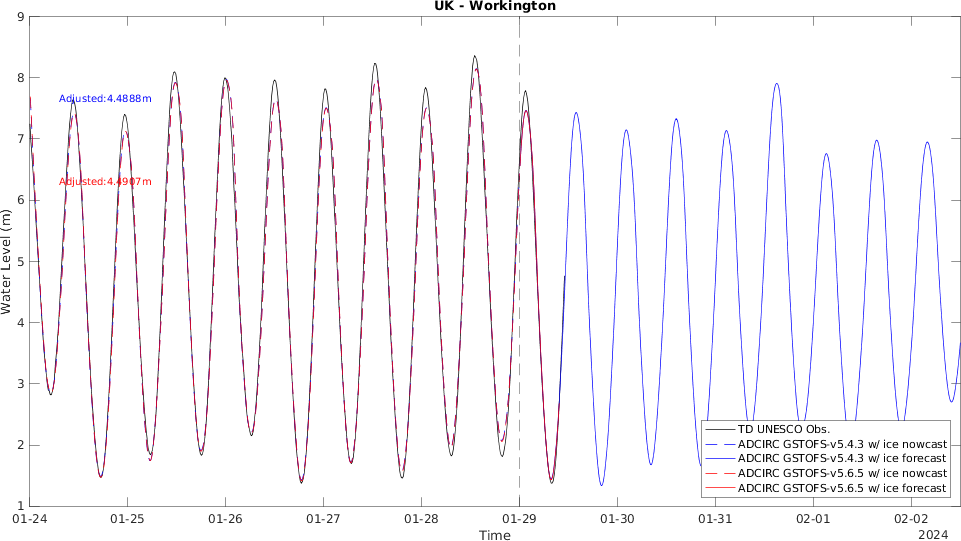 UK - Workington
9
8
7
6
5
4
3
2
1
Water Level (m)
Adjusted:4.4888m
Adjusted:4.4907m
TD UNESCO Obs.
ADCIRC GSTOFS-v5.4.3 w/ ice nowcast
ADCIRC GSTOFS-v5.4.3 w/ ice forecast
ADCIRC GSTOFS-v5.6.5 w/ ice nowcast
ADCIRC GSTOFS-v5.6.5 w/ ice forecast
01-24 01-25 01-26 01-27 01-28 01-29 01-30 01-31 02-01 02-02
Time
2024